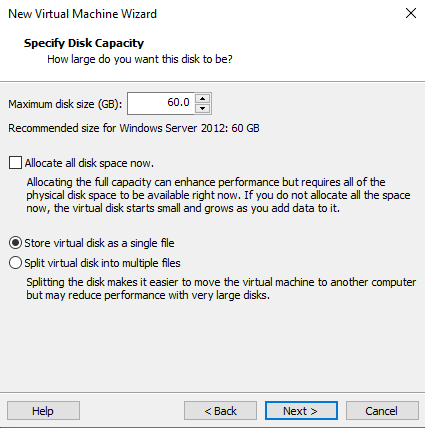 New Virtual Machine Wizard
Specify Disk Capacity
How large do you want this disk to be?
Maximum disk size (GB): 60.0
Recommended size for Windows Server 2012: 60 GB
Allocate all disk space now.
Allocating the full capacity can enhance performance but requires all of the
physical disk space to be available right now. If you do not allocate all the space
now, the virtual disk starts small and grows as you add data to it.
Store virtual disk as a single file
Split virtual disk into multiple files
Splitting the disk makes it easier to move the virtual machine to another computer
but may reduce performance with very large disks.
Help < Back Next > Cancel